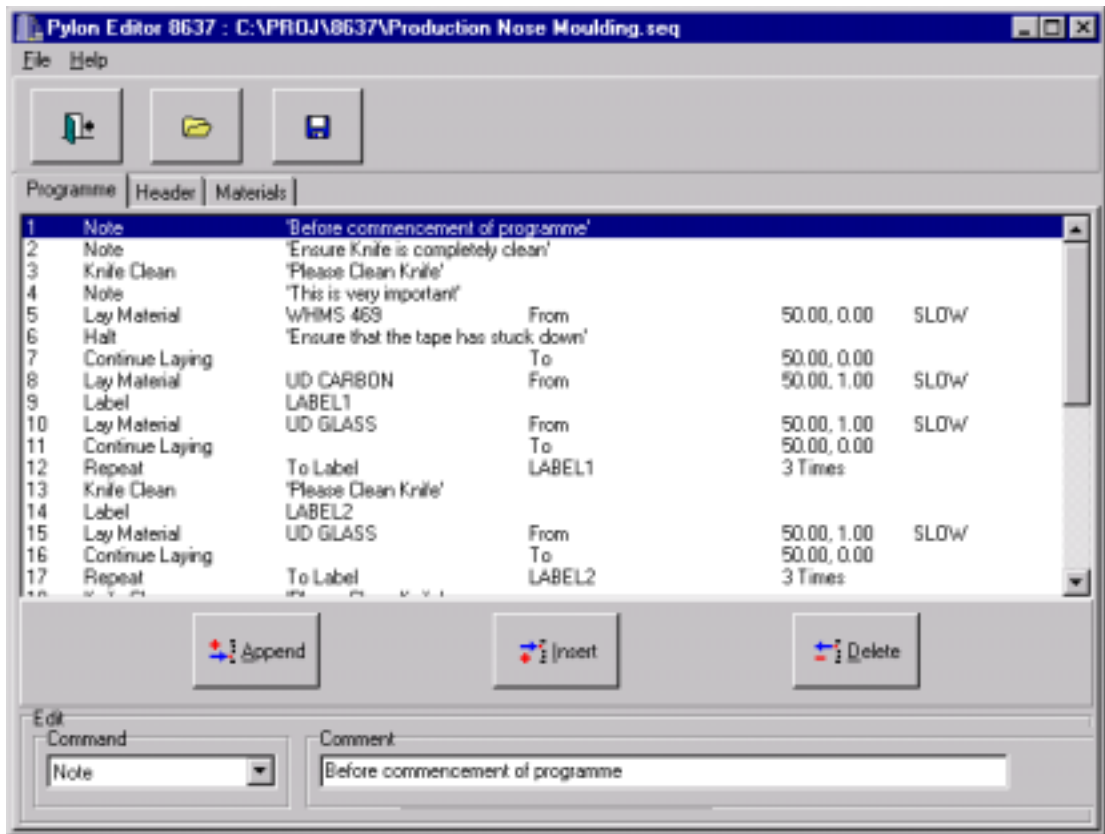 Pylon Editor 8637 : C:\PROJ\8637\Production Nose Moulding.seq
File Help
Programme Header Materials
1 Note 'Before commencement of programme'
2 Note 'Ensure Knife is completely clean'
3 Knife Clean 'Please Clean Knife'
4 Note 'This is very important'
5 Lay Material WHMS 469 From 50.00, 0.00 SLOW
6 Halt 'Ensure that the tape has stuck down'
7 Continue Laying To 50.00, 0.00
8 Lay Material UD CARBON From 50.00, 1.00 SLOW
9 Label LABEL1
10 Lay Material UD GLASS From 50.00, 1.00 SLOW
11 Continue Laying To 50.00, 0.00
12 Repeat To Label LABEL1 3 Times
13 Knife Clean 'Please Clean Knife'
14 Label LABEL2
15 Lay Material UD GLASS From 50.00, 1.00 SLOW
16 Continue Laying To 50.00, 0.00
17 Repeat To Label LABEL2 3 Times
Append Insert Delete
Edit
Command Comment
Note Before commencement of programme